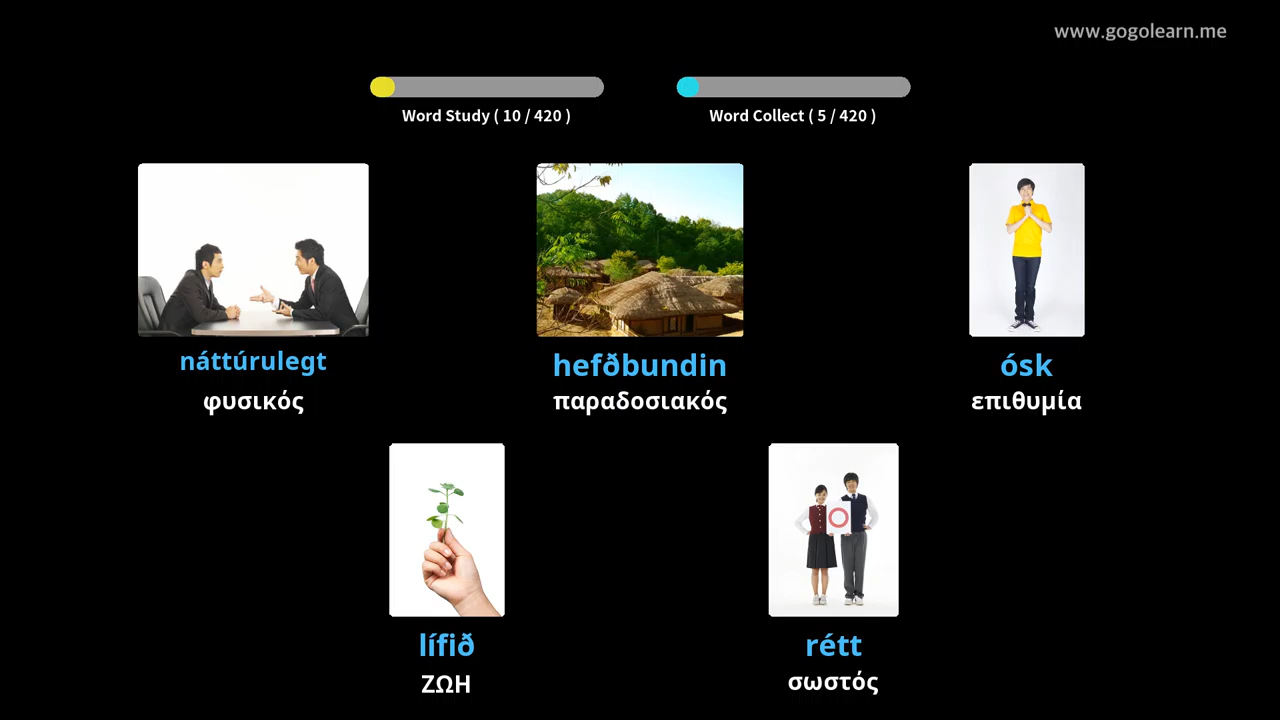 www.gogolearn.me
Word Study ( 10 / 420 )
Word Collect ( 5 / 420 )
náttúrulegt
φυσικός
hefðbundin
παραδοσιακός
ósk
επιθυμία
lífið
ΖΩΗ
rétt
σωστός